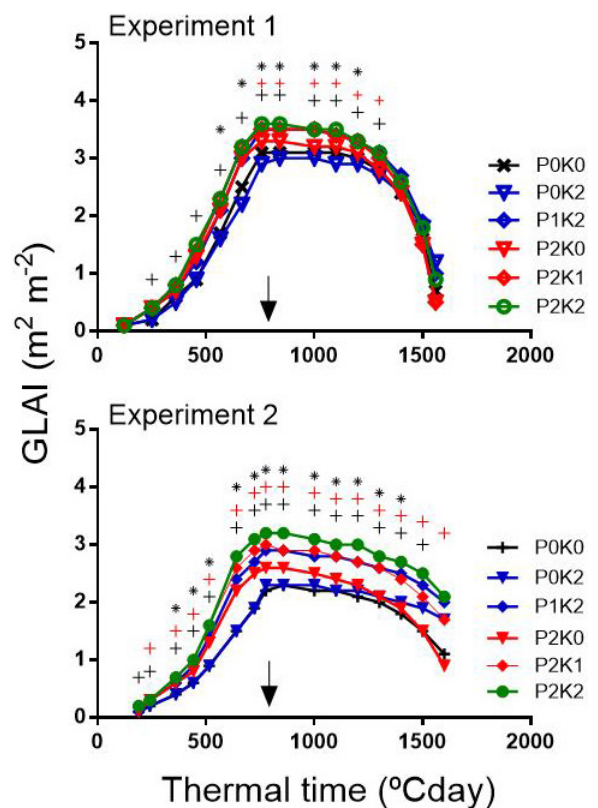 Experiment 1
5
4
3
2
1
0
0 500 1000 1500 2000
P0K0
P0K2
P1K2
P2K0
P2K1
P2K2
GLAI (m² m⁻²)
Experiment 2
5
4
3
2
1
0
0 500 1000 1500 2000
P0K0
P0K2
P1K2
P2K0
P2K1
P2K2
Thermal time (ºCday)